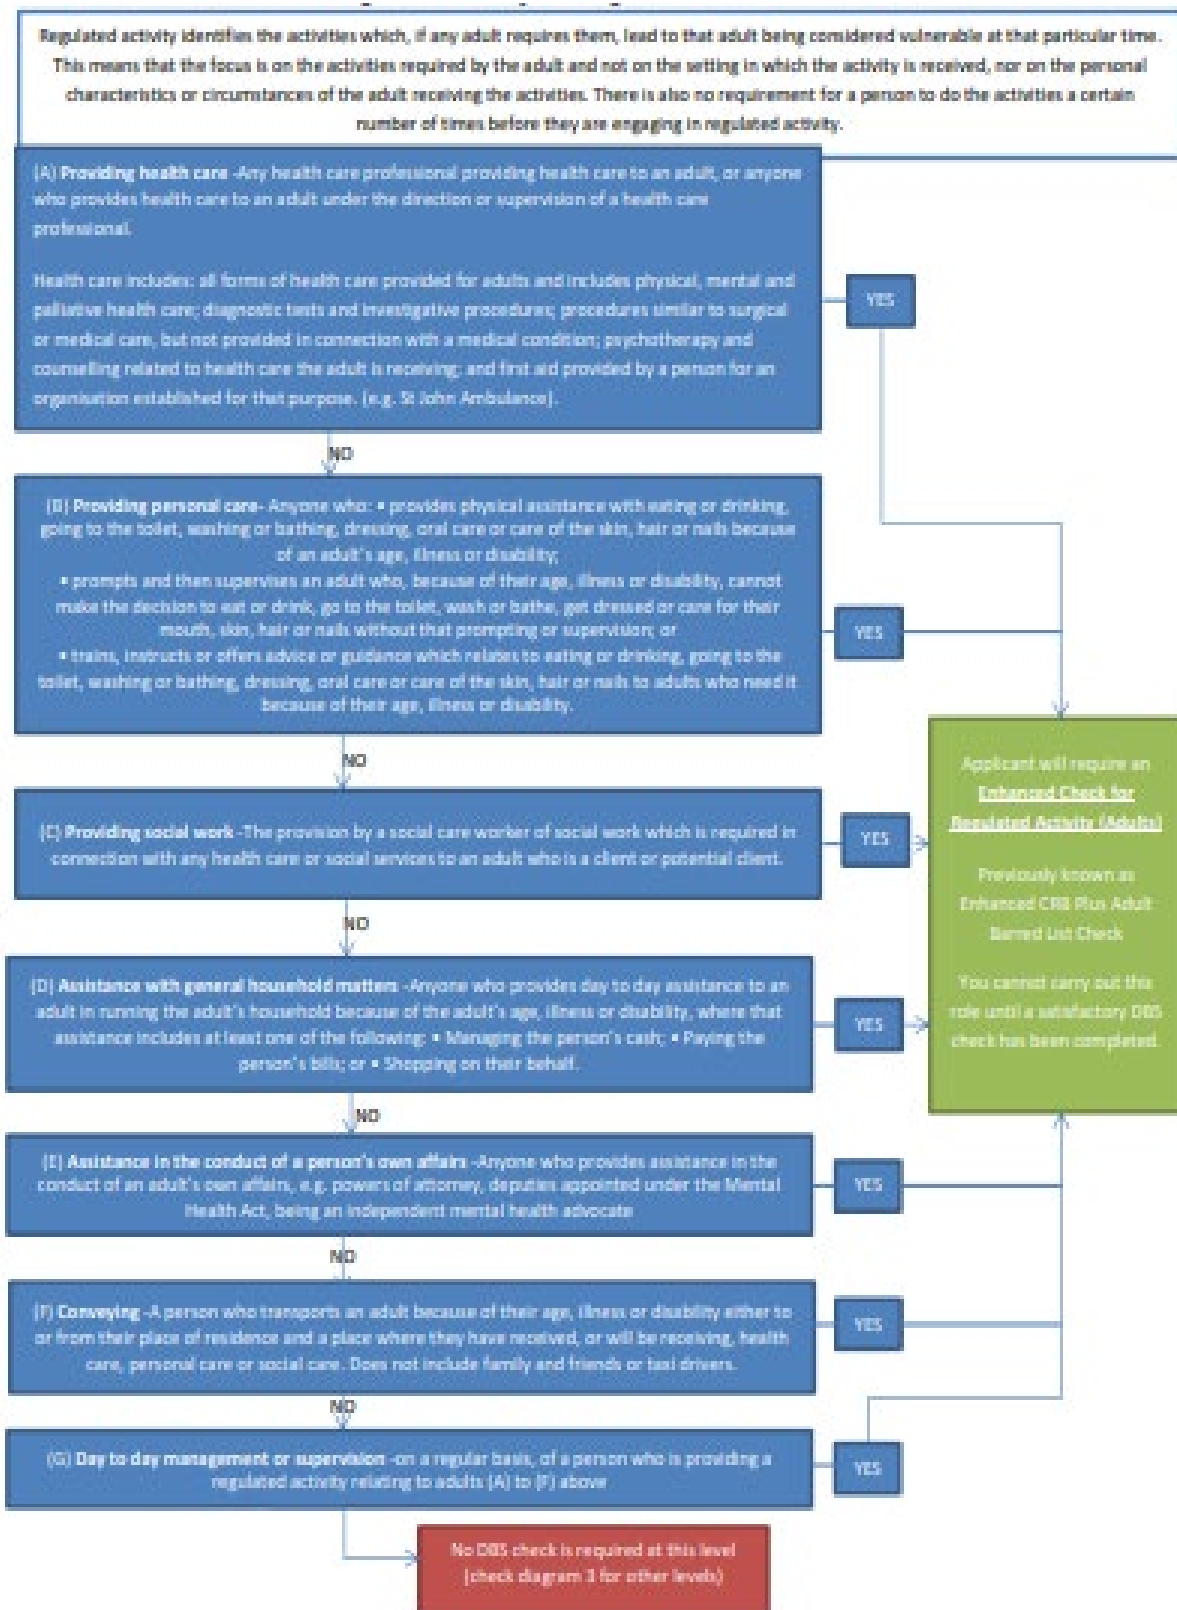 Regulated activity identifies the activities which, if any adult requires them, lead to that adult being considered vulnerable at that particular time.
This means that the focus is on the activities required by the adult and not on the setting in which the activity is received, nor on the personal
characteristics or circumstances of the adult receiving the activities. There is also no requirement for a person to do the activities a certain
number of times before they are engaging in regulated activity.
(A) Providing health care -Any health care professional providing health care to an adult, or anyone
who provides health care to an adult under the direction or supervision of a health care
professional.
Health care includes: all forms of health care provided for adults and includes physical, mental and
palliative health care; diagnostic tests and investigative procedures; procedures similar to surgical
or medical care, but not provided in connection with a medical condition; psychotherapy and
counselling related to health care the adult is receiving; and first aid provided by a person for an
organisation established for that purpose. (e.g. St John Ambulance).
YES
NO
(B) Providing personal care- Anyone who: • provides physical assistance with eating or drinking,
going to the toilet, washing or bathing, dressing, oral care or care of the skin, hair or nails because
of an adult's age, illness or disability;
• prompts and then supervises an adult who, because of their age, illness or disability, cannot
make the decision to eat or drink, go to the toilet, wash or bathe, get dressed or care for their
mouth, skin, hair or nails without that prompting or supervision; or
• trains, instructs or offers advice or guidance which relates to eating or drinking, going to the
toilet, washing or bathing, dressing, oral care or care of the skin, hair or nails to adults who need it
because of their age, illness or disability.
YES
NO
(C) Providing social work -The provision by a social care worker of social work which is required in
connection with any health care or social services to an adult who is a client or potential client.
YES
Applicant will require an
Enhanced Check for
Regulated Activity (Adults)
Previously known as
Enhanced CRB Plus Adult
Barred List Check
You cannot carry out this
role until a satisfactory DBS
check has been completed.
NO
(D) Assistance with general household matters -Anyone who provides day to day assistance to an
adult in running the adult's household because of the adult's age, illness or disability, where that
assistance includes at least one of the following: • Managing the person's cash; • Paying the
person's bills; or • Shopping on their behalf.
YES
NO
(E) Assistance in the conduct of a person's own affairs -Anyone who provides assistance in the
conduct of an adult's own affairs, e.g. powers of attorney, deputies appointed under the Mental
Health Act, being an independent mental health advocate
YES
NO
(F) Conveying -A person who transports an adult because of their age, illness or disability either to
or from their place of residence and a place where they have received, or will be receiving, health
care, personal care or social care. Does not include family and friends or taxi drivers.
YES
NO
(G) Day to day management or supervision -on a regular basis, of a person who is providing a
regulated activity relating to adults (A) to (F) above
YES
No DBS check is required at this level
(check diagram 3 for other levels)